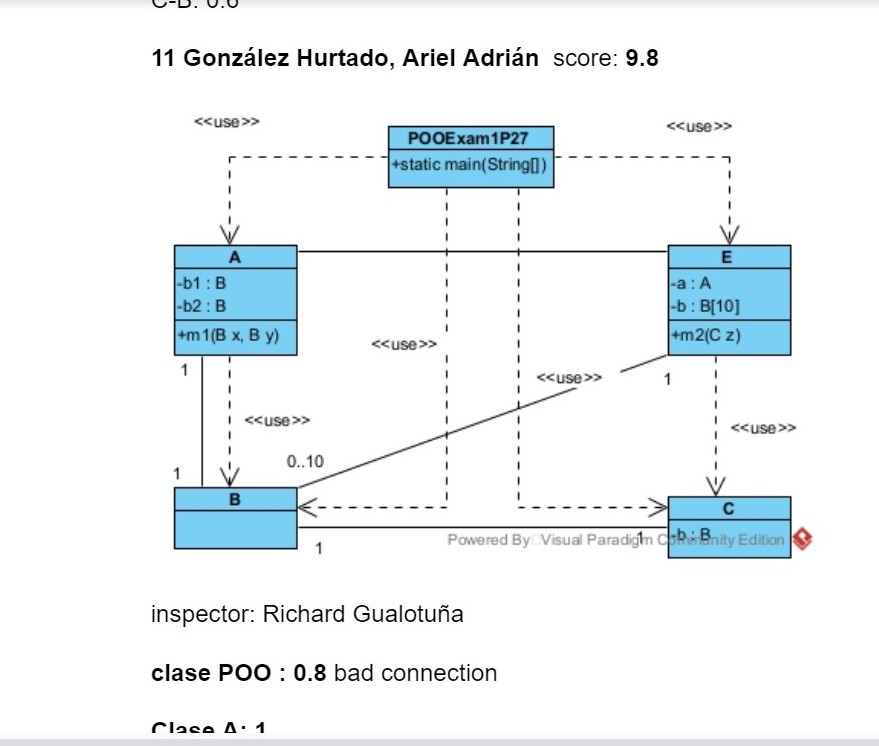 C-B: 0.6
11 González Hurtado, Ariel Adrián score: 9.8
<<use>>
<<use>>
POOExam1P27
+static main(String[])
A
-b1 : B
-b2 : B
+m1(B x, B y)
E
-a : A
-b : B[10]
+m2(C z)
<<use>>
1
<<use>>
1
<<use>>
<<use>>
0..10
1
B
C
-b : B
1
1
Powered By Visual Paradigm Community Edition
inspector: Richard Gualotuña
clase POO : 0.8 bad connection
Clase A: 1